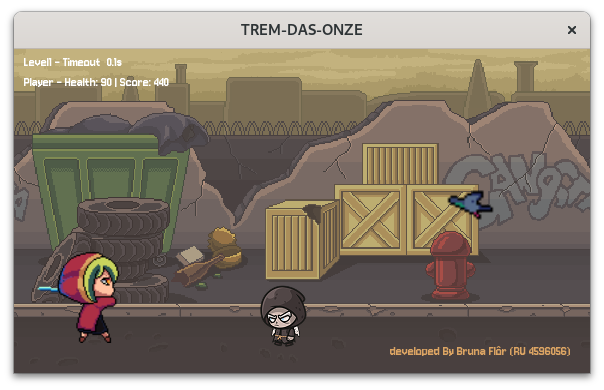 TREM-DAS-ONZE
Level1 - Timeout 0.1s
Player - Health: 90 | Score: 440
developed By Bruna Flôr (RU 4596056)